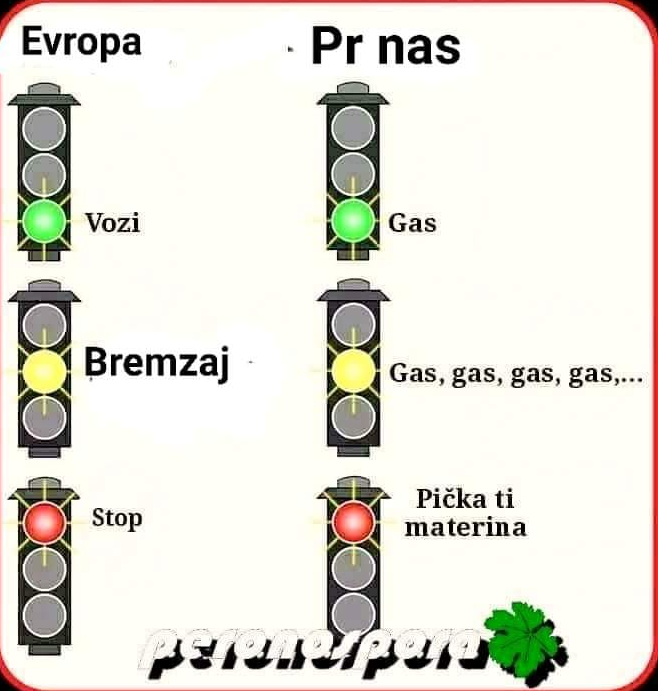 Evropa
Pr nas
Vozi
Gas
Bremzaj
Gas, gas, gas, gas,...
Stop
Pička ti
materina
peronospora